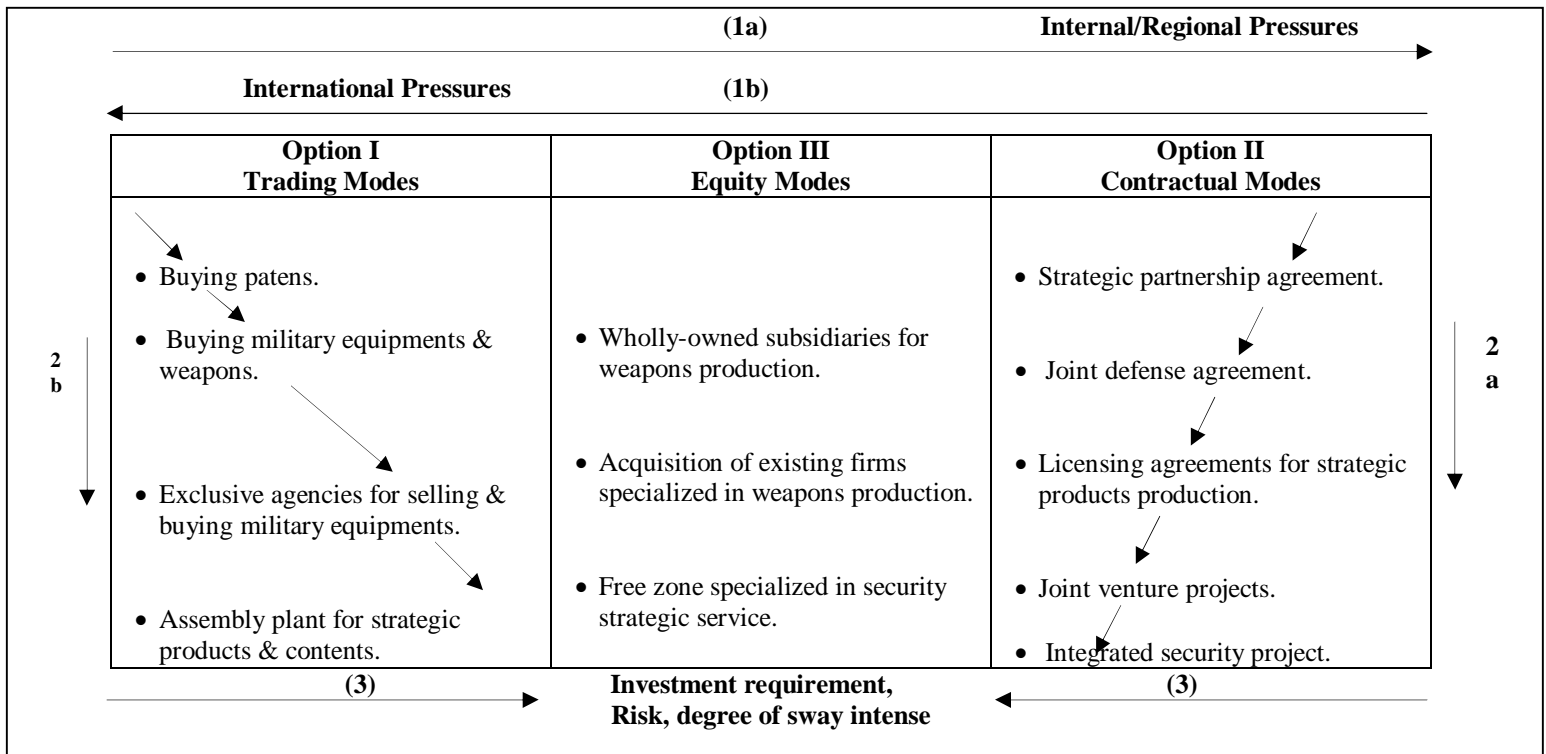 (1a) Internal/Regional Pressures
International Pressures (1b)
Option I
Trading Modes
Option III
Equity Modes
Option II
Contractual Modes
2
b
• Buying patens.
• Buying military equipments &
weapons.
• Exclusive agencies for selling &
buying military equipments.
• Assembly plant for strategic
products & contents.
• Wholly-owned subsidiaries for
weapons production.
• Acquisition of existing firms
specialized in weapons production.
• Free zone specialized in security
strategic service.
• Strategic partnership agreement.
• Joint defense agreement.
• Licensing agreements for strategic
products production.
• Joint venture projects.
• Integrated security project.
2
a
(3)
Investment requirement,
Risk, degree of sway intense
(3)